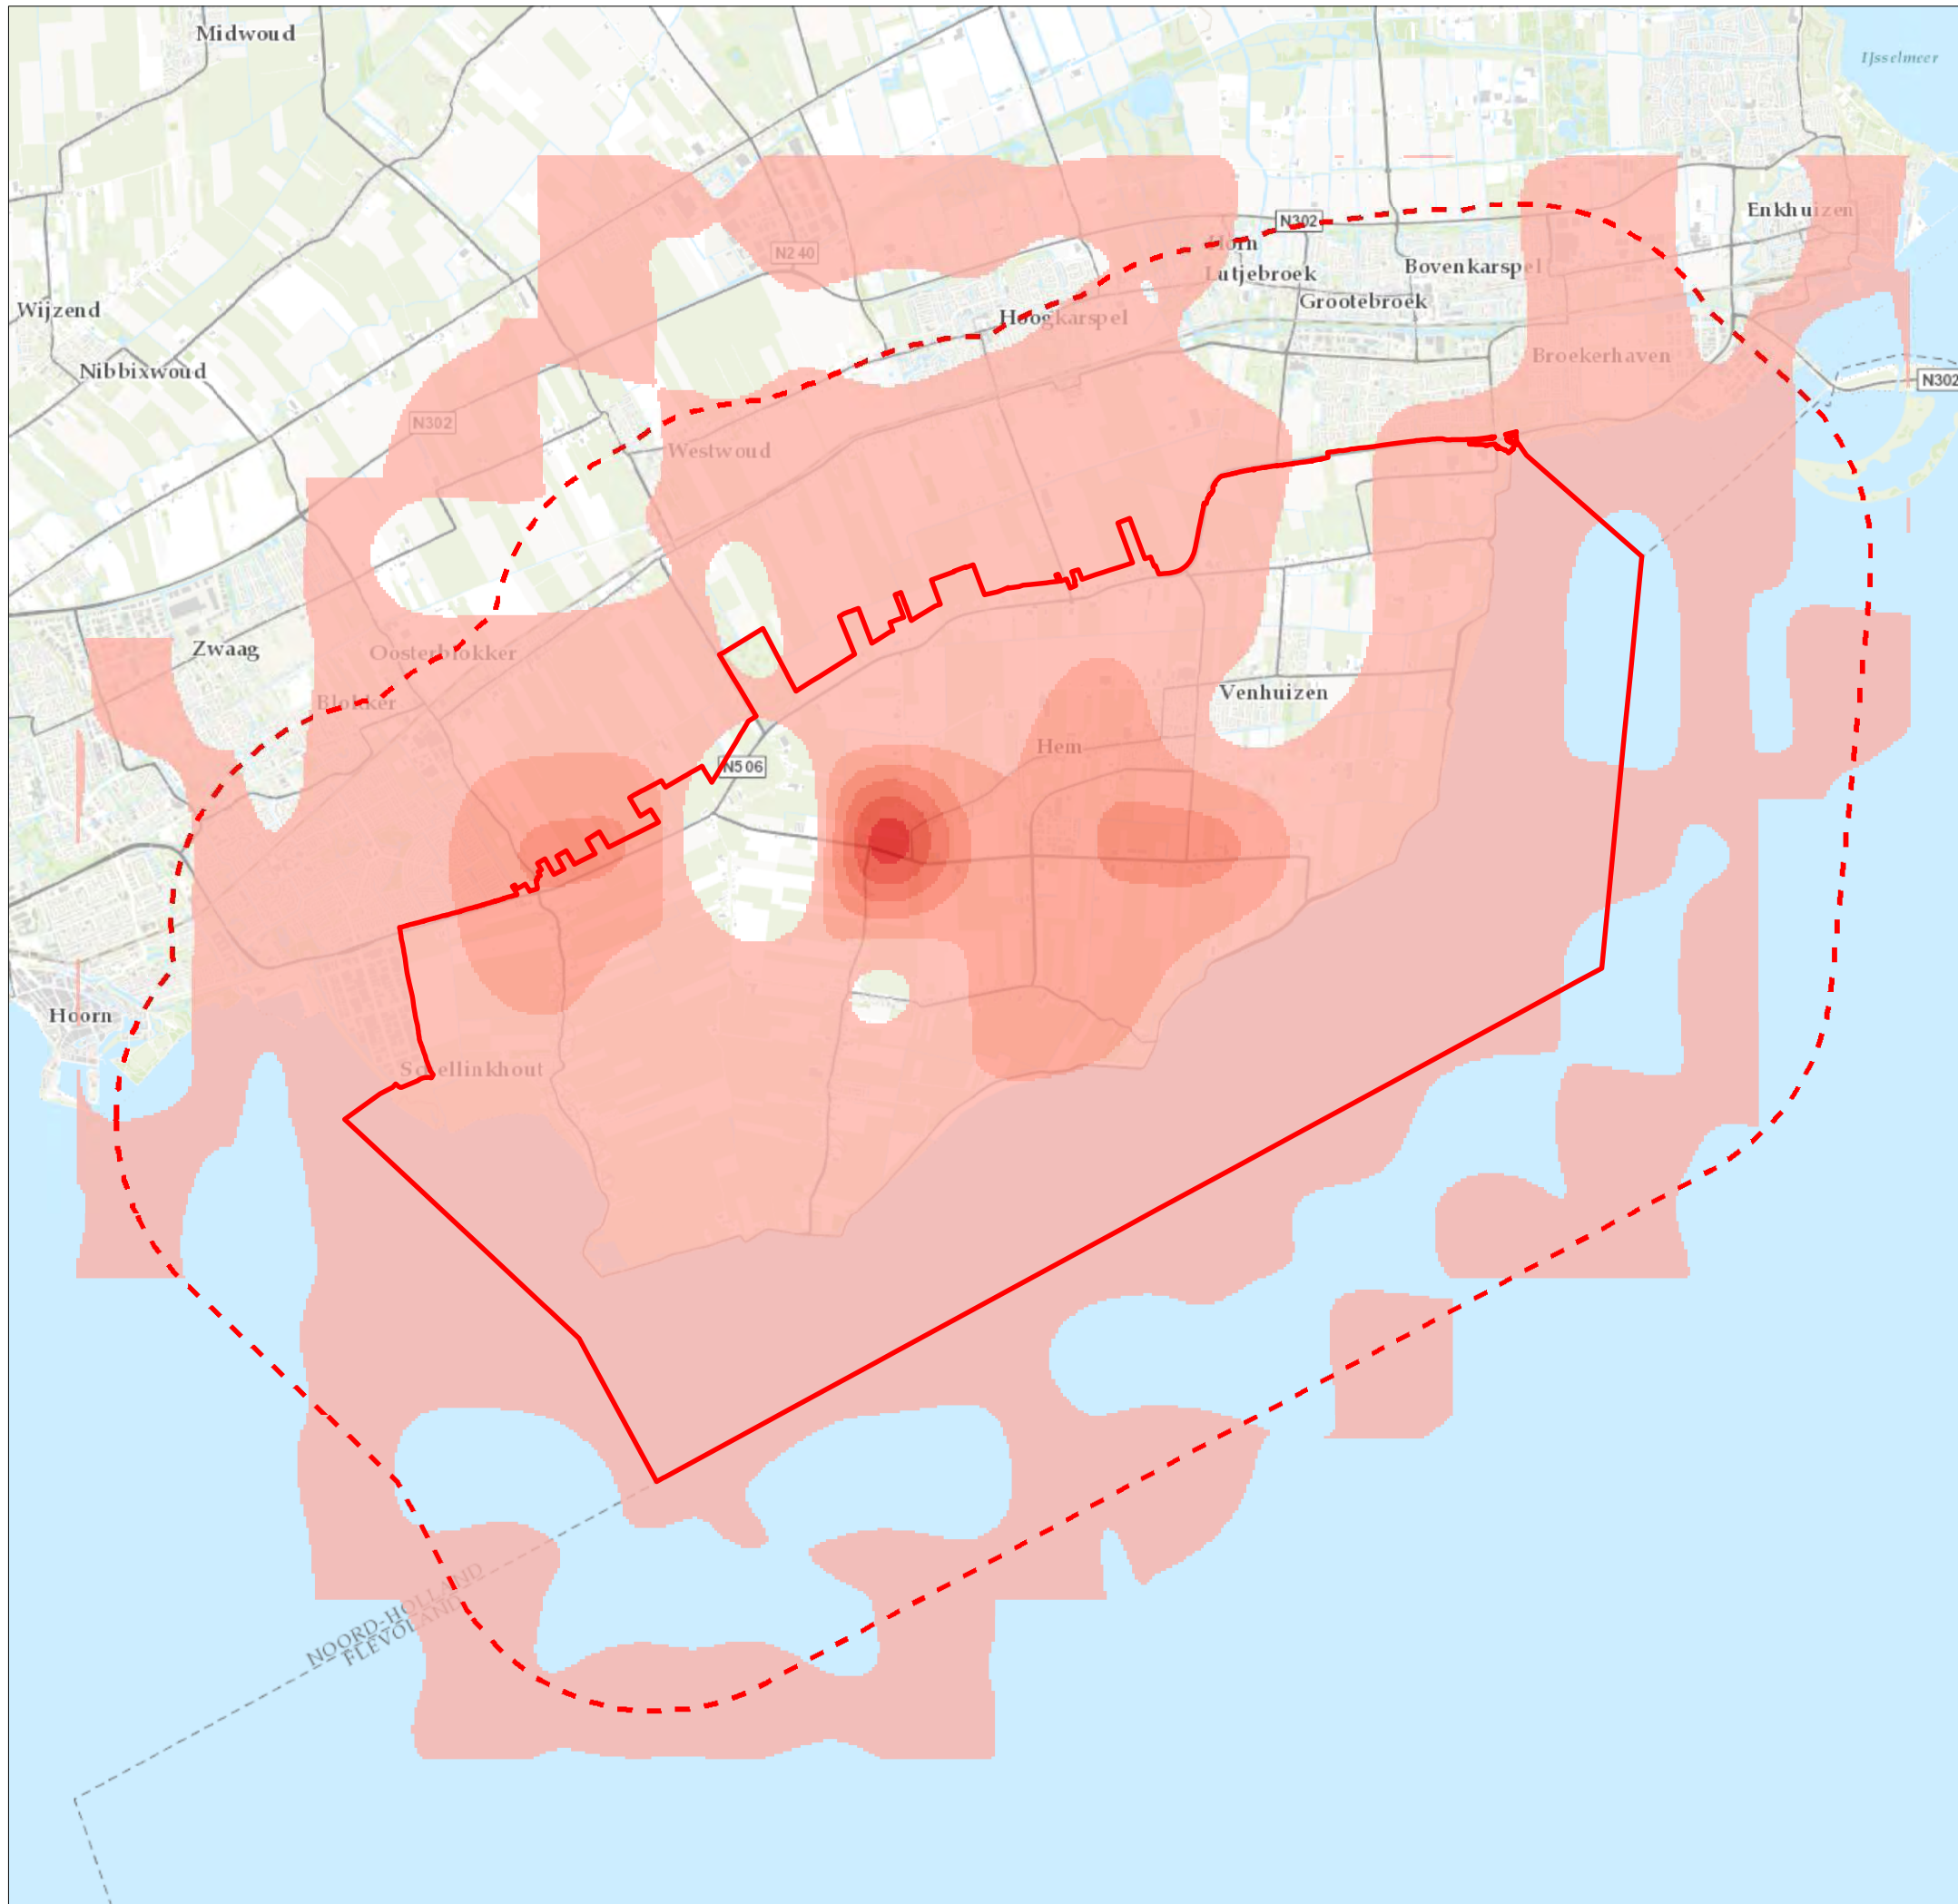 Midwoud
IJsselmeer
Enkhuizen
N302
Horn
N240
Lutjebroek
Bovenkarspel
Grootebroek
Wijzend
Hoogkarspel
Broekerhaven
Nibbixwoud
N302
N302
Westwoud
Zwaag
Oosterblokker
Venhuizen
Blokker
Hem
N506
Hoorn
Schellinkhout
NOORD-HOLLAND
FLEVOLAND